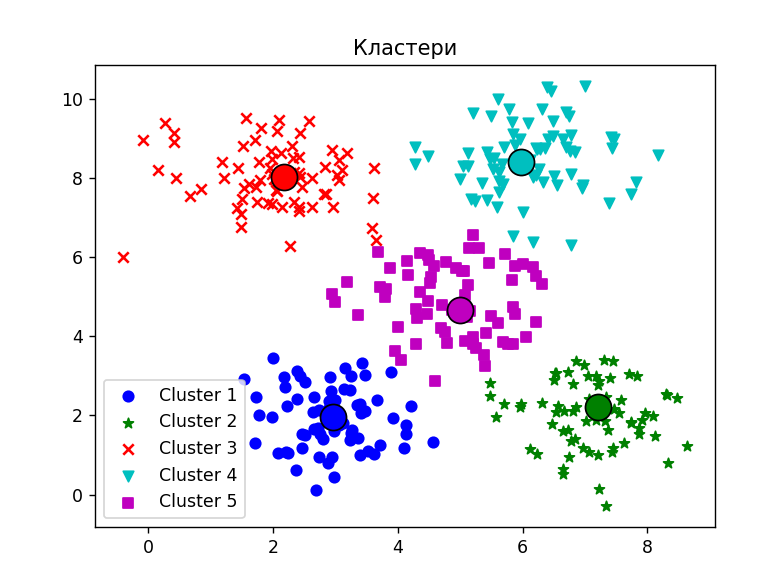 Кластери
10
8
6
4
2
0
Cluster 1
Cluster 2
Cluster 3
Cluster 4
Cluster 5
0 2 4 6 8